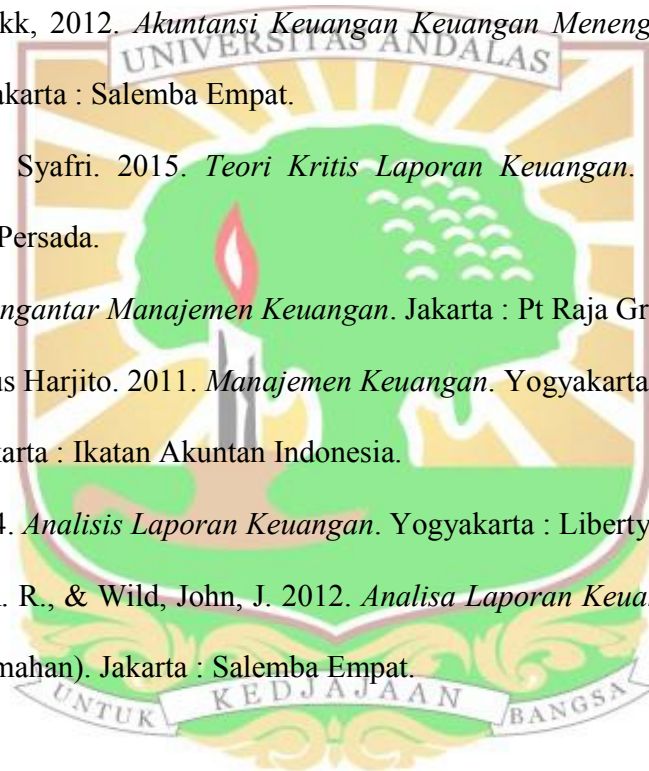 kk, 2012. Akuntansi Keuangan Keuangan Meneng
UNIVERSITAS ANDALAS
akarta : Salemba Empat.
Syafri. 2015. Teori Kritis Laporan Keuangan.
Persada.
ngantar Manajemen Keuangan. Jakarta : Pt Raja Gr
us Harjito. 2011. Manajemen Keuangan. Yogyakarta
karta : Ikatan Akuntan Indonesia.
4. Analisis Laporan Keuangan. Yogyakarta : Liberty
. R., & Wild, John, J. 2012. Analisa Laporan Keua
mahan). Jakarta : Salemba Empat.
UNTUK KEDJAJAAN BANGSA